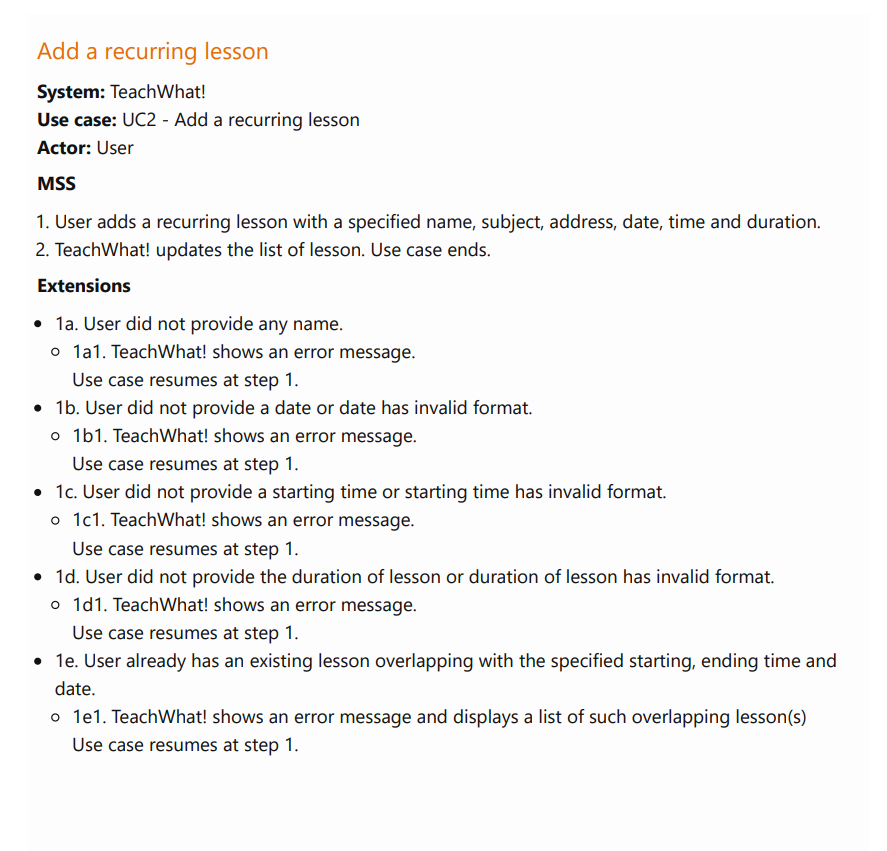 Add a recurring lesson
System: TeachWhat!
Use case: UC2 - Add a recurring lesson
Actor: User
MSS
1. User adds a recurring lesson with a specified name, subject, address, date, time and duration.
2. TeachWhat! updates the list of lesson. Use case ends.
Extensions
• 1a. User did not provide any name.
◦ 1a1. TeachWhat! shows an error message.
Use case resumes at step 1.
• 1b. User did not provide a date or date has invalid format.
◦ 1b1. TeachWhat! shows an error message.
Use case resumes at step 1.
• 1c. User did not provide a starting time or starting time has invalid format.
◦ 1c1. TeachWhat! shows an error message.
Use case resumes at step 1.
• 1d. User did not provide the duration of lesson or duration of lesson has invalid format.
◦ 1d1. TeachWhat! shows an error message.
Use case resumes at step 1.
• 1e. User already has an existing lesson overlapping with the specified starting, ending time and
date.
◦ 1e1. TeachWhat! shows an error message and displays a list of such overlapping lesson(s)
Use case resumes at step 1.